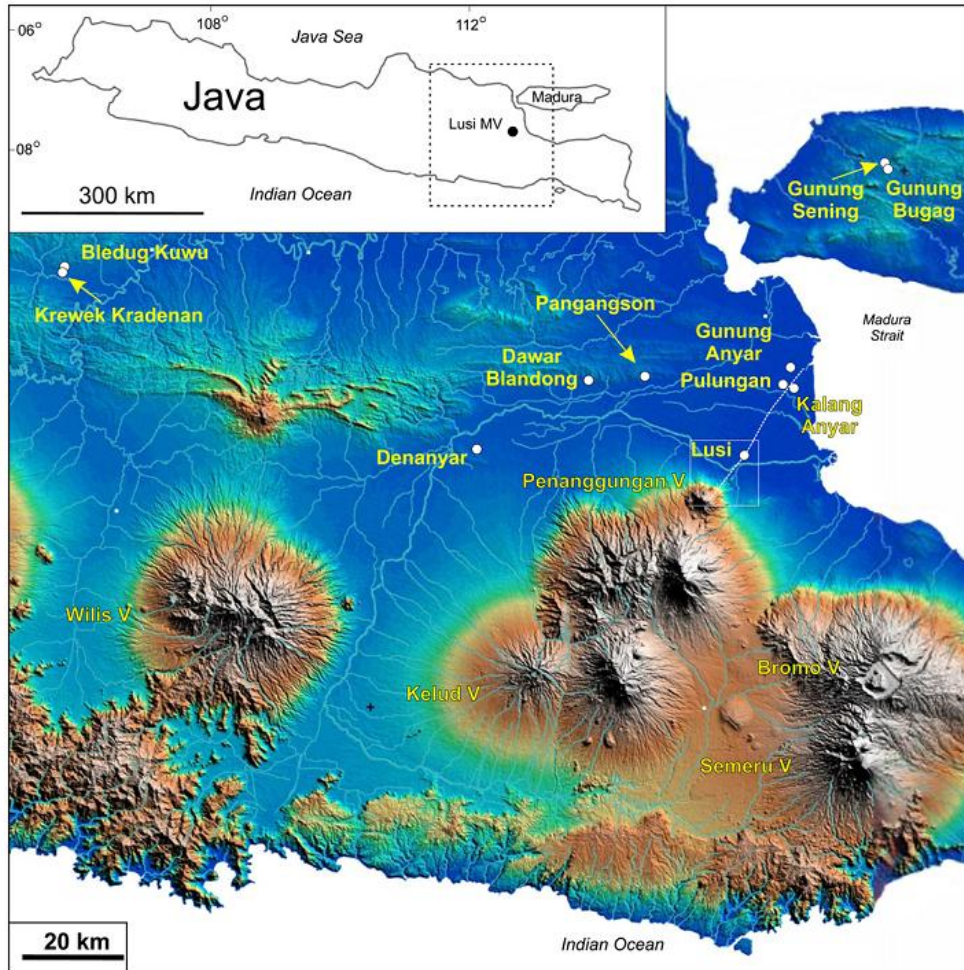 108°
112°
06°
Java Sea
Java
Madura
Lusi MV
08°
300 km
Indian Ocean
Gunung
Sening
Gunung
Bugag
Bledug Kuwu
Krewek Kradenan
Pangangson
Madura
Strait
Gunung
Anyar
Dawar
Blandong
Pulungan
Kalang
Anyar
Denanyar
Lusi
Penanggungan V
Wilis V
Kelud V
Bromo V
Semeru V
20 km
Indian Ocean